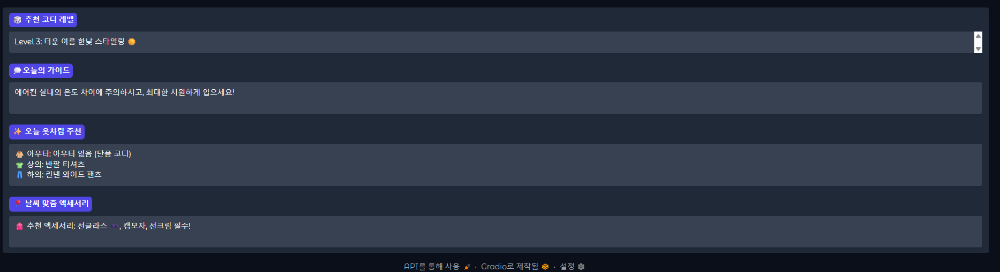 🎲 추천 코디 레벨
Level 3: 더운 여름 한낮 스타일링 ☀️
💭 오늘의 가이드
에어컨 실내외 온도 차이에 주의하시고, 최대한 시원하게 입으세요!
✨ 오늘 옷차림 추천
🧥 아우터: 아우터 없음 (단품 코디)
👕 상의: 반팔 티셔츠
👖 하의: 린넨 와이드 팬츠
🎈 날씨 맞춤 액세서리
🎒 추천 액세서리: 선글라스 🕶️, 캡모자, 선크림 필수!
API를 통해 사용 🚀 · Gradio로 제작됨 · 설정 ⚙️